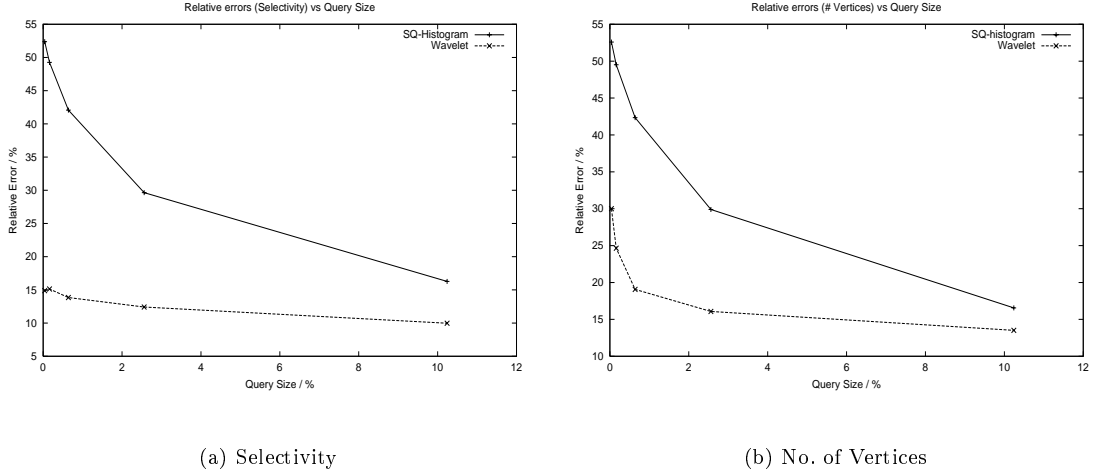 Relative errors (Selectivity) vs Query Size
55
50
45
40
35
30
25
20
15
10
5
Relative Error / %
SQ-Histogram
Wavelet
0 2 4 6 8 10 12
Query Size / %
(a) Selectivity
Relative errors (# Vertices) vs Query Size
55
50
45
40
35
30
25
20
15
10
Relative Error / %
SQ-histogram
Wavelet
0 2 4 6 8 10 12
Query Size / %
(b) No. of Vertices